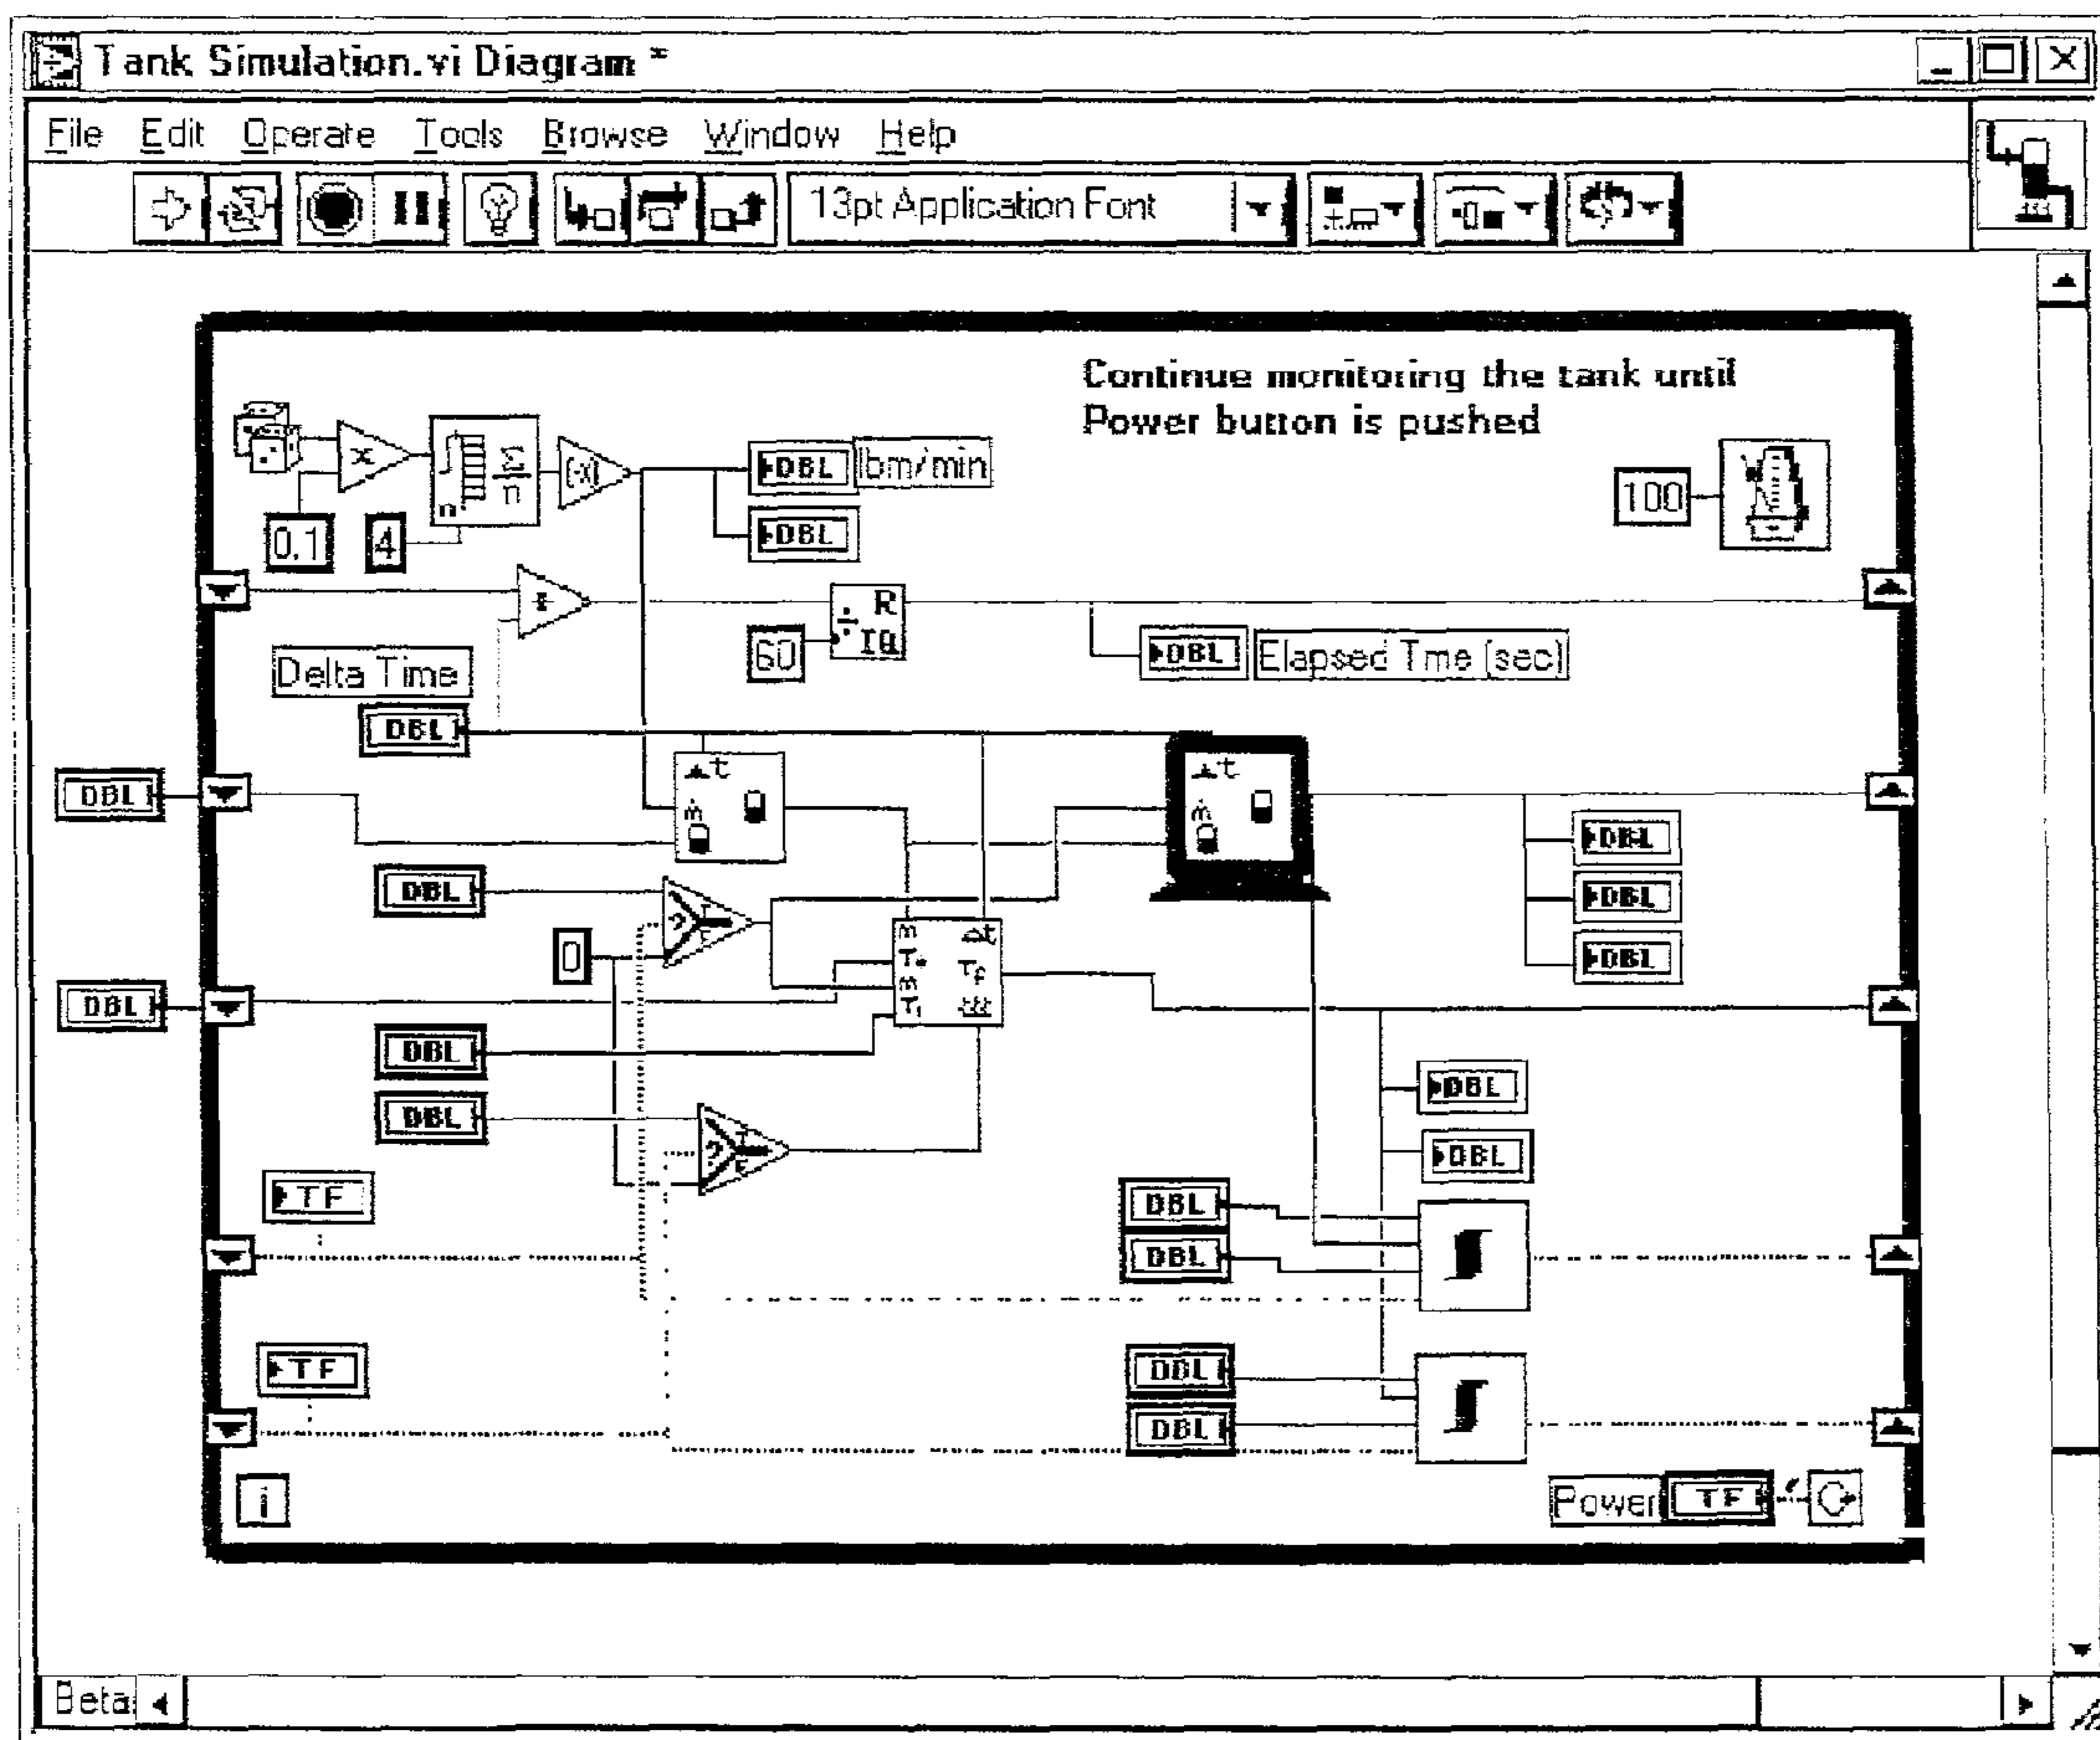 Tank Simulation.vi Diagram *
File Edit Operate Tools Browse Window Help
13pt Application Font
Continue monitoring the tank until
Power button is pushed
DBL lbm/min
DBL
0.1
4
n
Σ
n
100
R
IQ
60
DBL Elapsed Tme (sec)
Delta Time
DBL
DBL
t
ṁ
t
ṁ
DBL
DBL
DBL
DBL
? T
F
0
m Δt
T
m
T
Tf
DBL
DBL
DBL
? T
F
DBL
DBL
TF
DBL
DBL
TF
DBL
DBL
i
Power TF
Beta